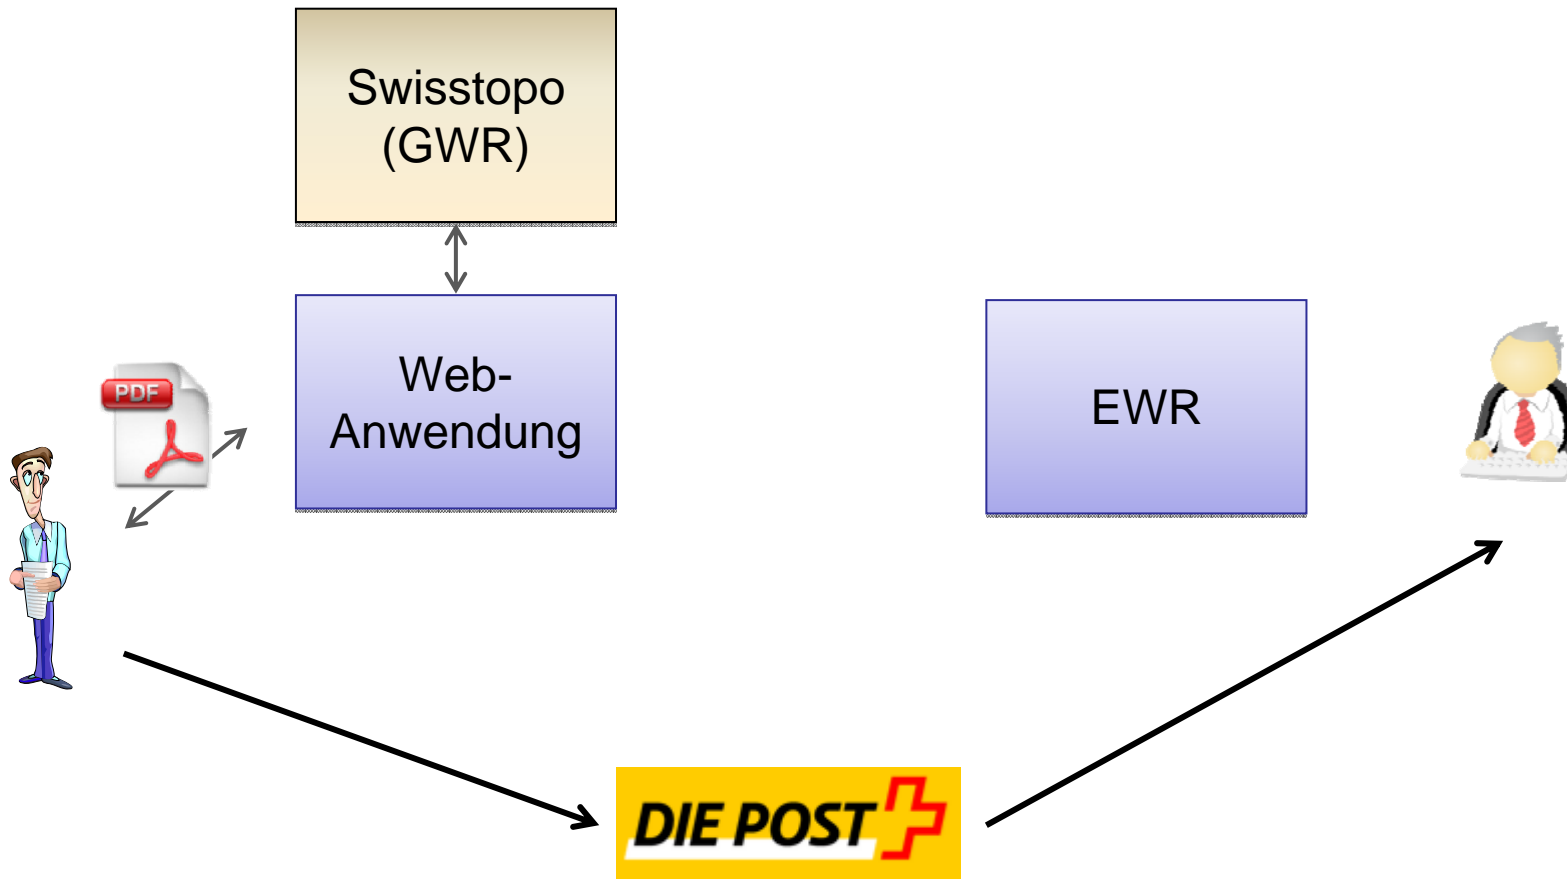 Swisstopo
(GWR)
Web-
Anwendung
EWR
PDF
DIE POST